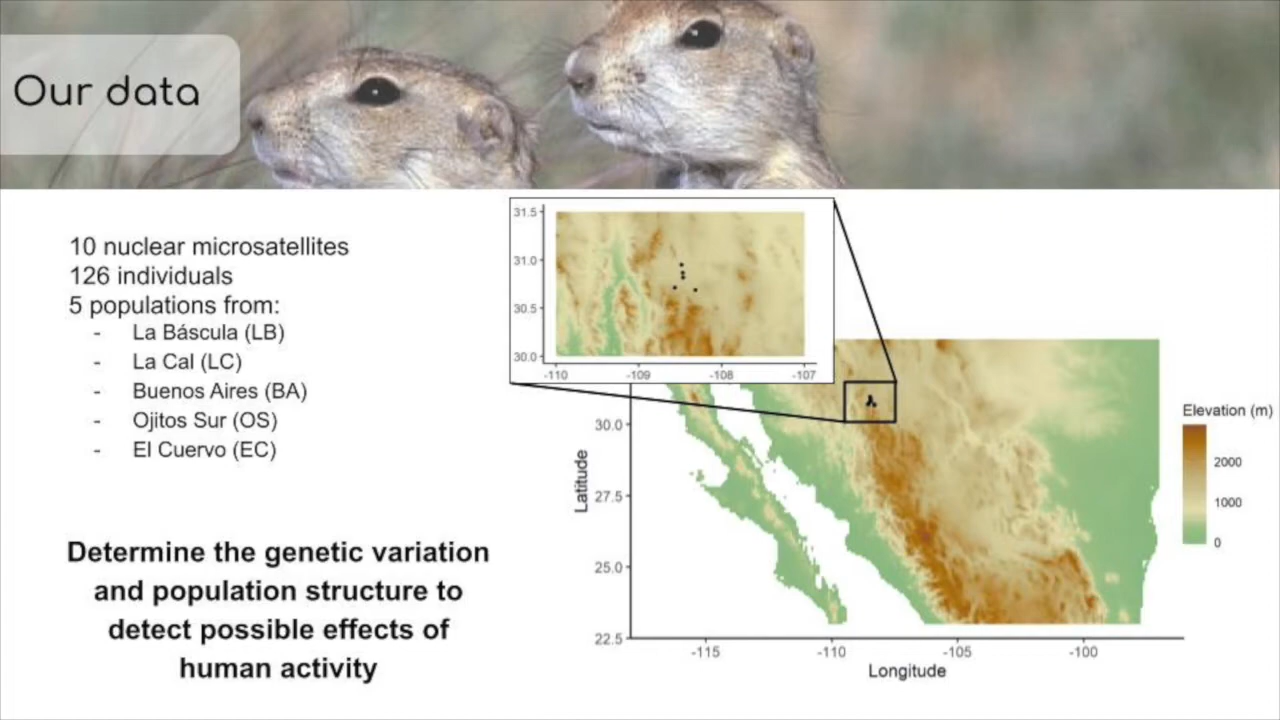 Our data
10 nuclear microsatellites
126 individuals
5 populations from:
- La Báscula (LB)
- La Cal (LC)
- Buenos Aires (BA)
- Ojitos Sur (OS)
- El Cuervo (EC)
Determine the genetic variation
and population structure to
detect possible effects of
human activity
31.5
31.0
30.5
30.0
-110 -109 -108 -107
30.0
27.5
25.0
22.5
Latitude
-115 -110 -105 -100
Longitude
Elevation (m)
2000
1000
0